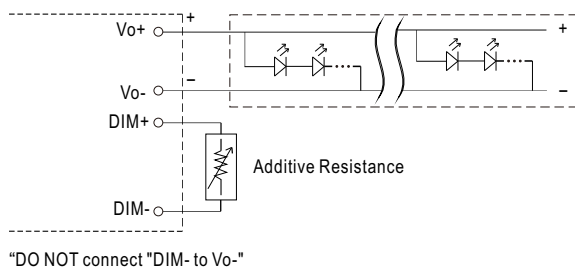 Vo+
+
+
Vo-
−
−
DIM+
Additive Resistance
DIM-
“DO NOT connect "DIM- to Vo-"